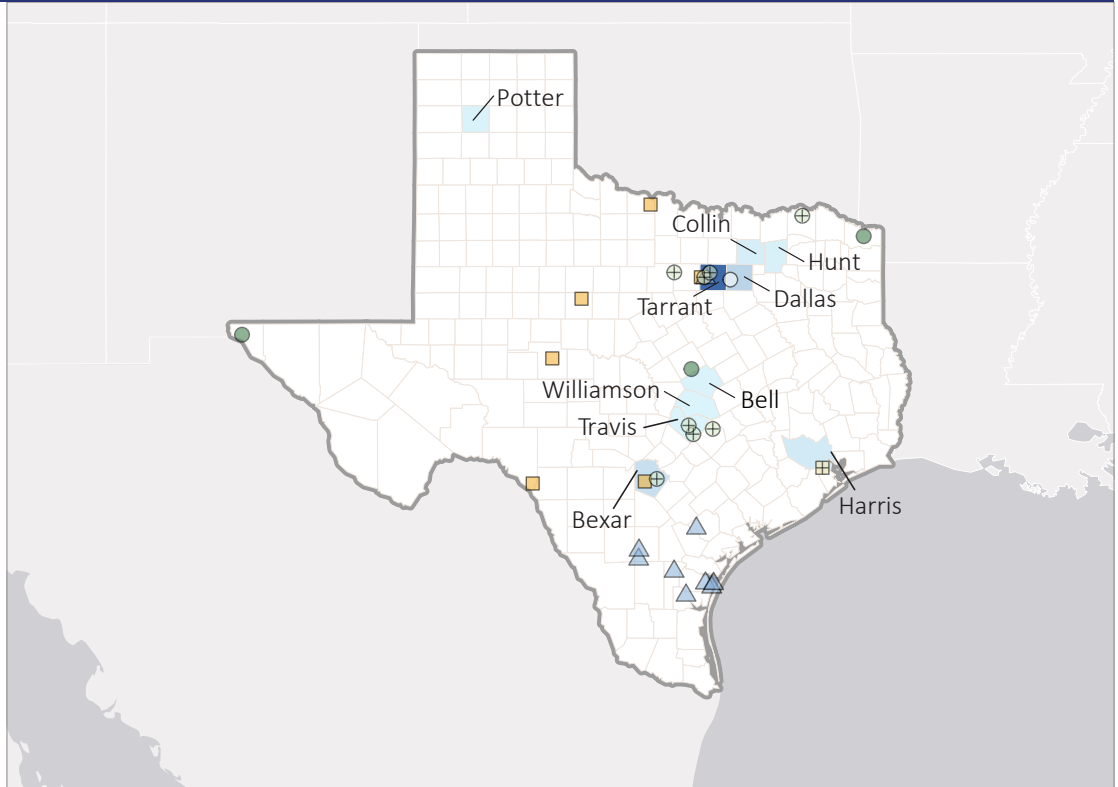 Potter
Collin
Hunt
Tarrant
Dallas
Williamson
Bell
Travis
Harris
Bexar